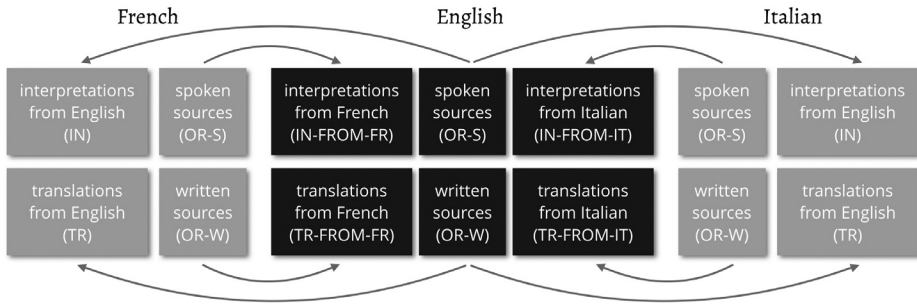 French
English
Italian
interpretations
from English
(IN)
spoken
sources
(OR-S)
interpretations
from French
(IN-FROM-FR)
spoken
sources
(OR-S)
interpretations
from Italian
(IN-FROM-IT)
spoken
sources
(OR-S)
interpretations
from English
(IN)
translations
from English
(TR)
written
sources
(OR-W)
translations
from French
(TR-FROM-FR)
written
sources
(OR-W)
translations
from Italian
(TR-FROM-IT)
written
sources
(OR-W)
translations
from English
(TR)